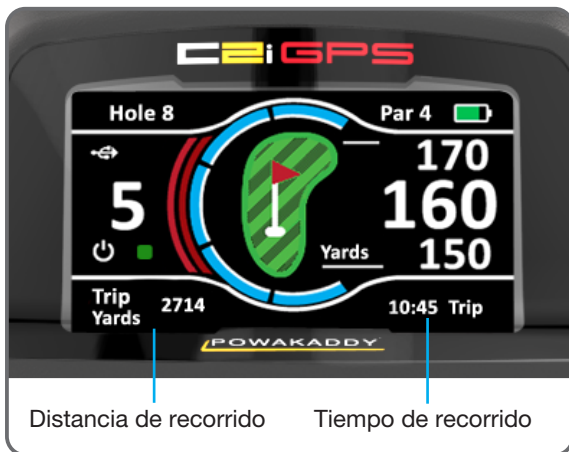 C2i GPS
Hole 8
Par 4
170
5
160
Yards
150
Trip
Yards
2714
10:45 Trip
POWAKADDY
Distancia de recorrido
Tiempo de recorrido